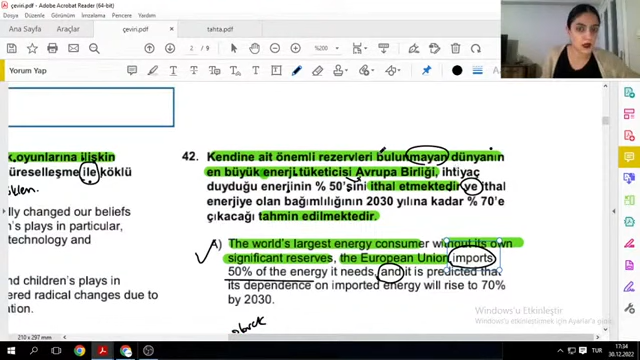 çeviri.pdf - Adobe Acrobat Reader (64-bit)
Dosya Düzenle Görünüm İmzala Pencere Yardım
Ana Sayfa Araçlar çeviri.pdf tahta.pdf
2 / 9 %200
Yorum Yap
k oyunlarına ilişkin
üreselleşme ile köklü
lly changed our beliefs
n's plays in particular,
technology and
nd children's plays in
ered radical changes due to
ation.
42. Kendine ait önemli rezervleri bulunmayan dünyanın
en büyük enerji tüketicisi Avrupa Birliği, ihtiyaç
duyduğu enerjinin % 50'sini ithal etmektedir ve ithal
enerjiye olan bağımlılığının 2030 yılına kadar % 70'e
çıkacağı tahmin edilmektedir.
A) The world's largest energy consumer its own
significant reserves, the European Union imports
50% of the energy it needs, and it is predicted that
its dependence on imported energy will rise to 70%
by 2030.
olarak
Windows'u Etkinleştir
Windows'u etkinleştirmek için Ayarlar'a gidin.
210 x 297 mm
TUR
17:34
30.12.2022